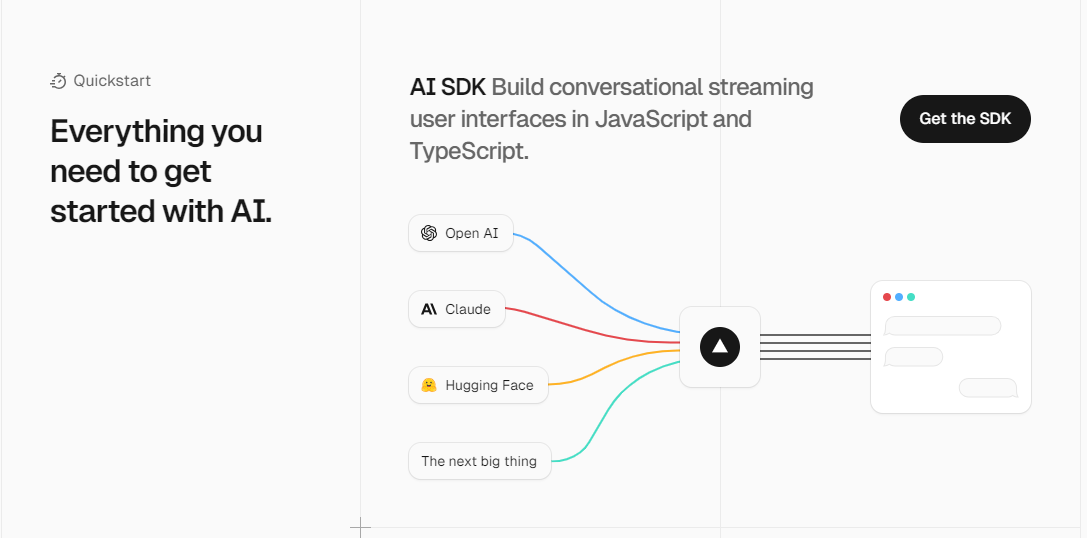 Quickstart
Everything you
need to get
started with AI.
AI SDK Build conversational streaming
user interfaces in JavaScript and
TypeScript.
Get the SDK
Open AI
Claude
Hugging Face
The next big thing